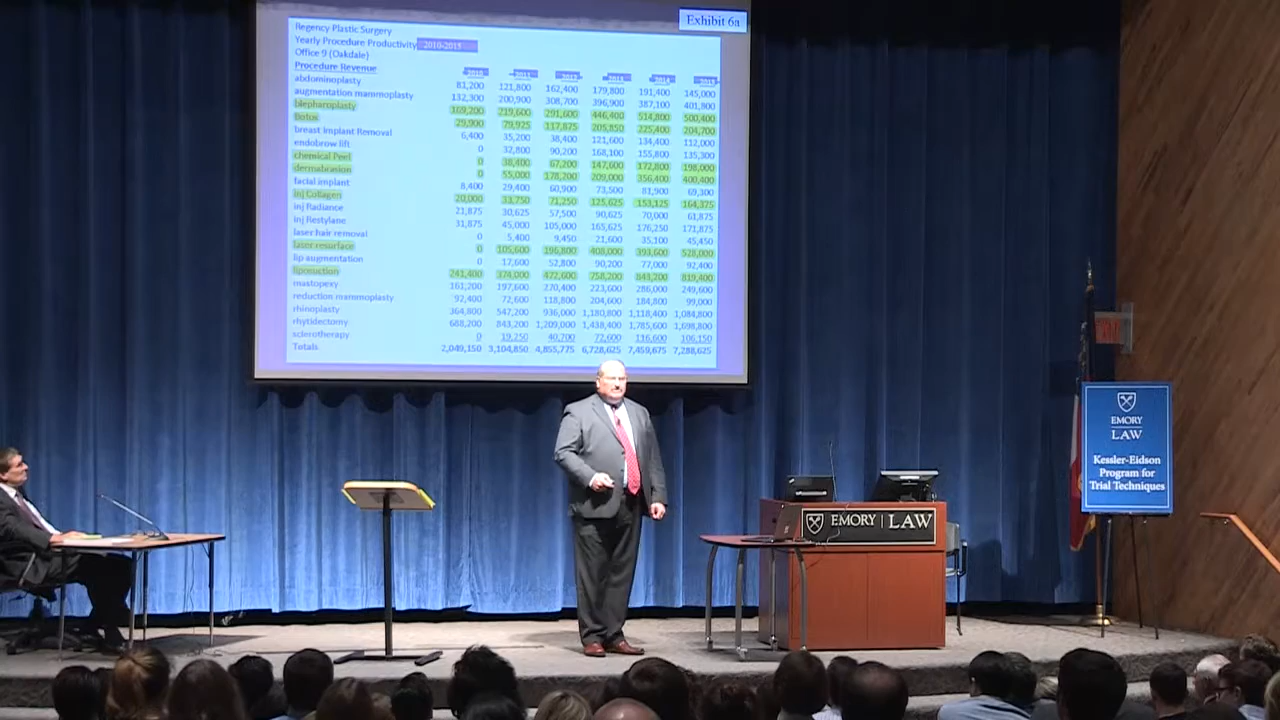 Exhibit 6a
Regency Plastic Surgery
Yearly Procedure Productivity 2010-2015
Office 9 (Oakdale)
Procedure Revenue 2010 2011 2012 2013 2014 2015
abdominoplasty 81,200 121,800 162,400 179,800 191,400 145,000
augmentation mammoplasty 132,300 200,900 308,700 396,900 387,100 401,800
blepharoplasty 169,200 219,600 291,600 446,400 514,800 500,400
Botox 29,900 79,925 117,875 205,850 225,400 204,700
breast implant Removal 6,400 35,200 38,400 121,600 134,400 112,000
endobrow lift 0 32,800 90,200 168,100 155,800 135,300
chemical Peel 0 38,400 67,200 147,600 172,800 198,000
dermabrasion 0 55,000 178,200 209,000 356,400 400,400
facial implant 8,400 29,400 60,900 73,500 81,900 69,300
inj Collagen 20,000 33,750 71,250 125,625 153,125 164,375
inj Radiance 21,875 30,625 57,500 90,625 70,000 61,875
inj Restylane 31,875 45,000 105,000 165,625 176,250 171,875
laser hair removal 0 5,400 9,450 21,600 35,100 45,450
laser resurface 0 105,600 196,800 408,000 393,600 528,000
lip augmentation 0 17,600 52,800 90,200 77,000 92,400
liposuction 241,400 374,000 472,600 758,200 843,200 819,400
mastopexy 161,200 197,600 270,400 223,600 286,000 249,600
reduction mammoplasty 92,400 72,600 118,800 204,600 184,800 99,000
rhinoplasty 364,800 547,200 936,000 1,180,800 1,118,400 1,084,800
rhytidectomy 688,200 843,200 1,209,000 1,438,400 1,785,600 1,698,800
sclerotherapy 0 19,250 40,700 72,600 116,600 106,150
Totals 2,049,150 3,104,850 4,855,775 6,728,625 7,459,675 7,288,625
EMORY
LAW
Kessler-Eidson
Program for
Trial Techniques
EMORY | LAW